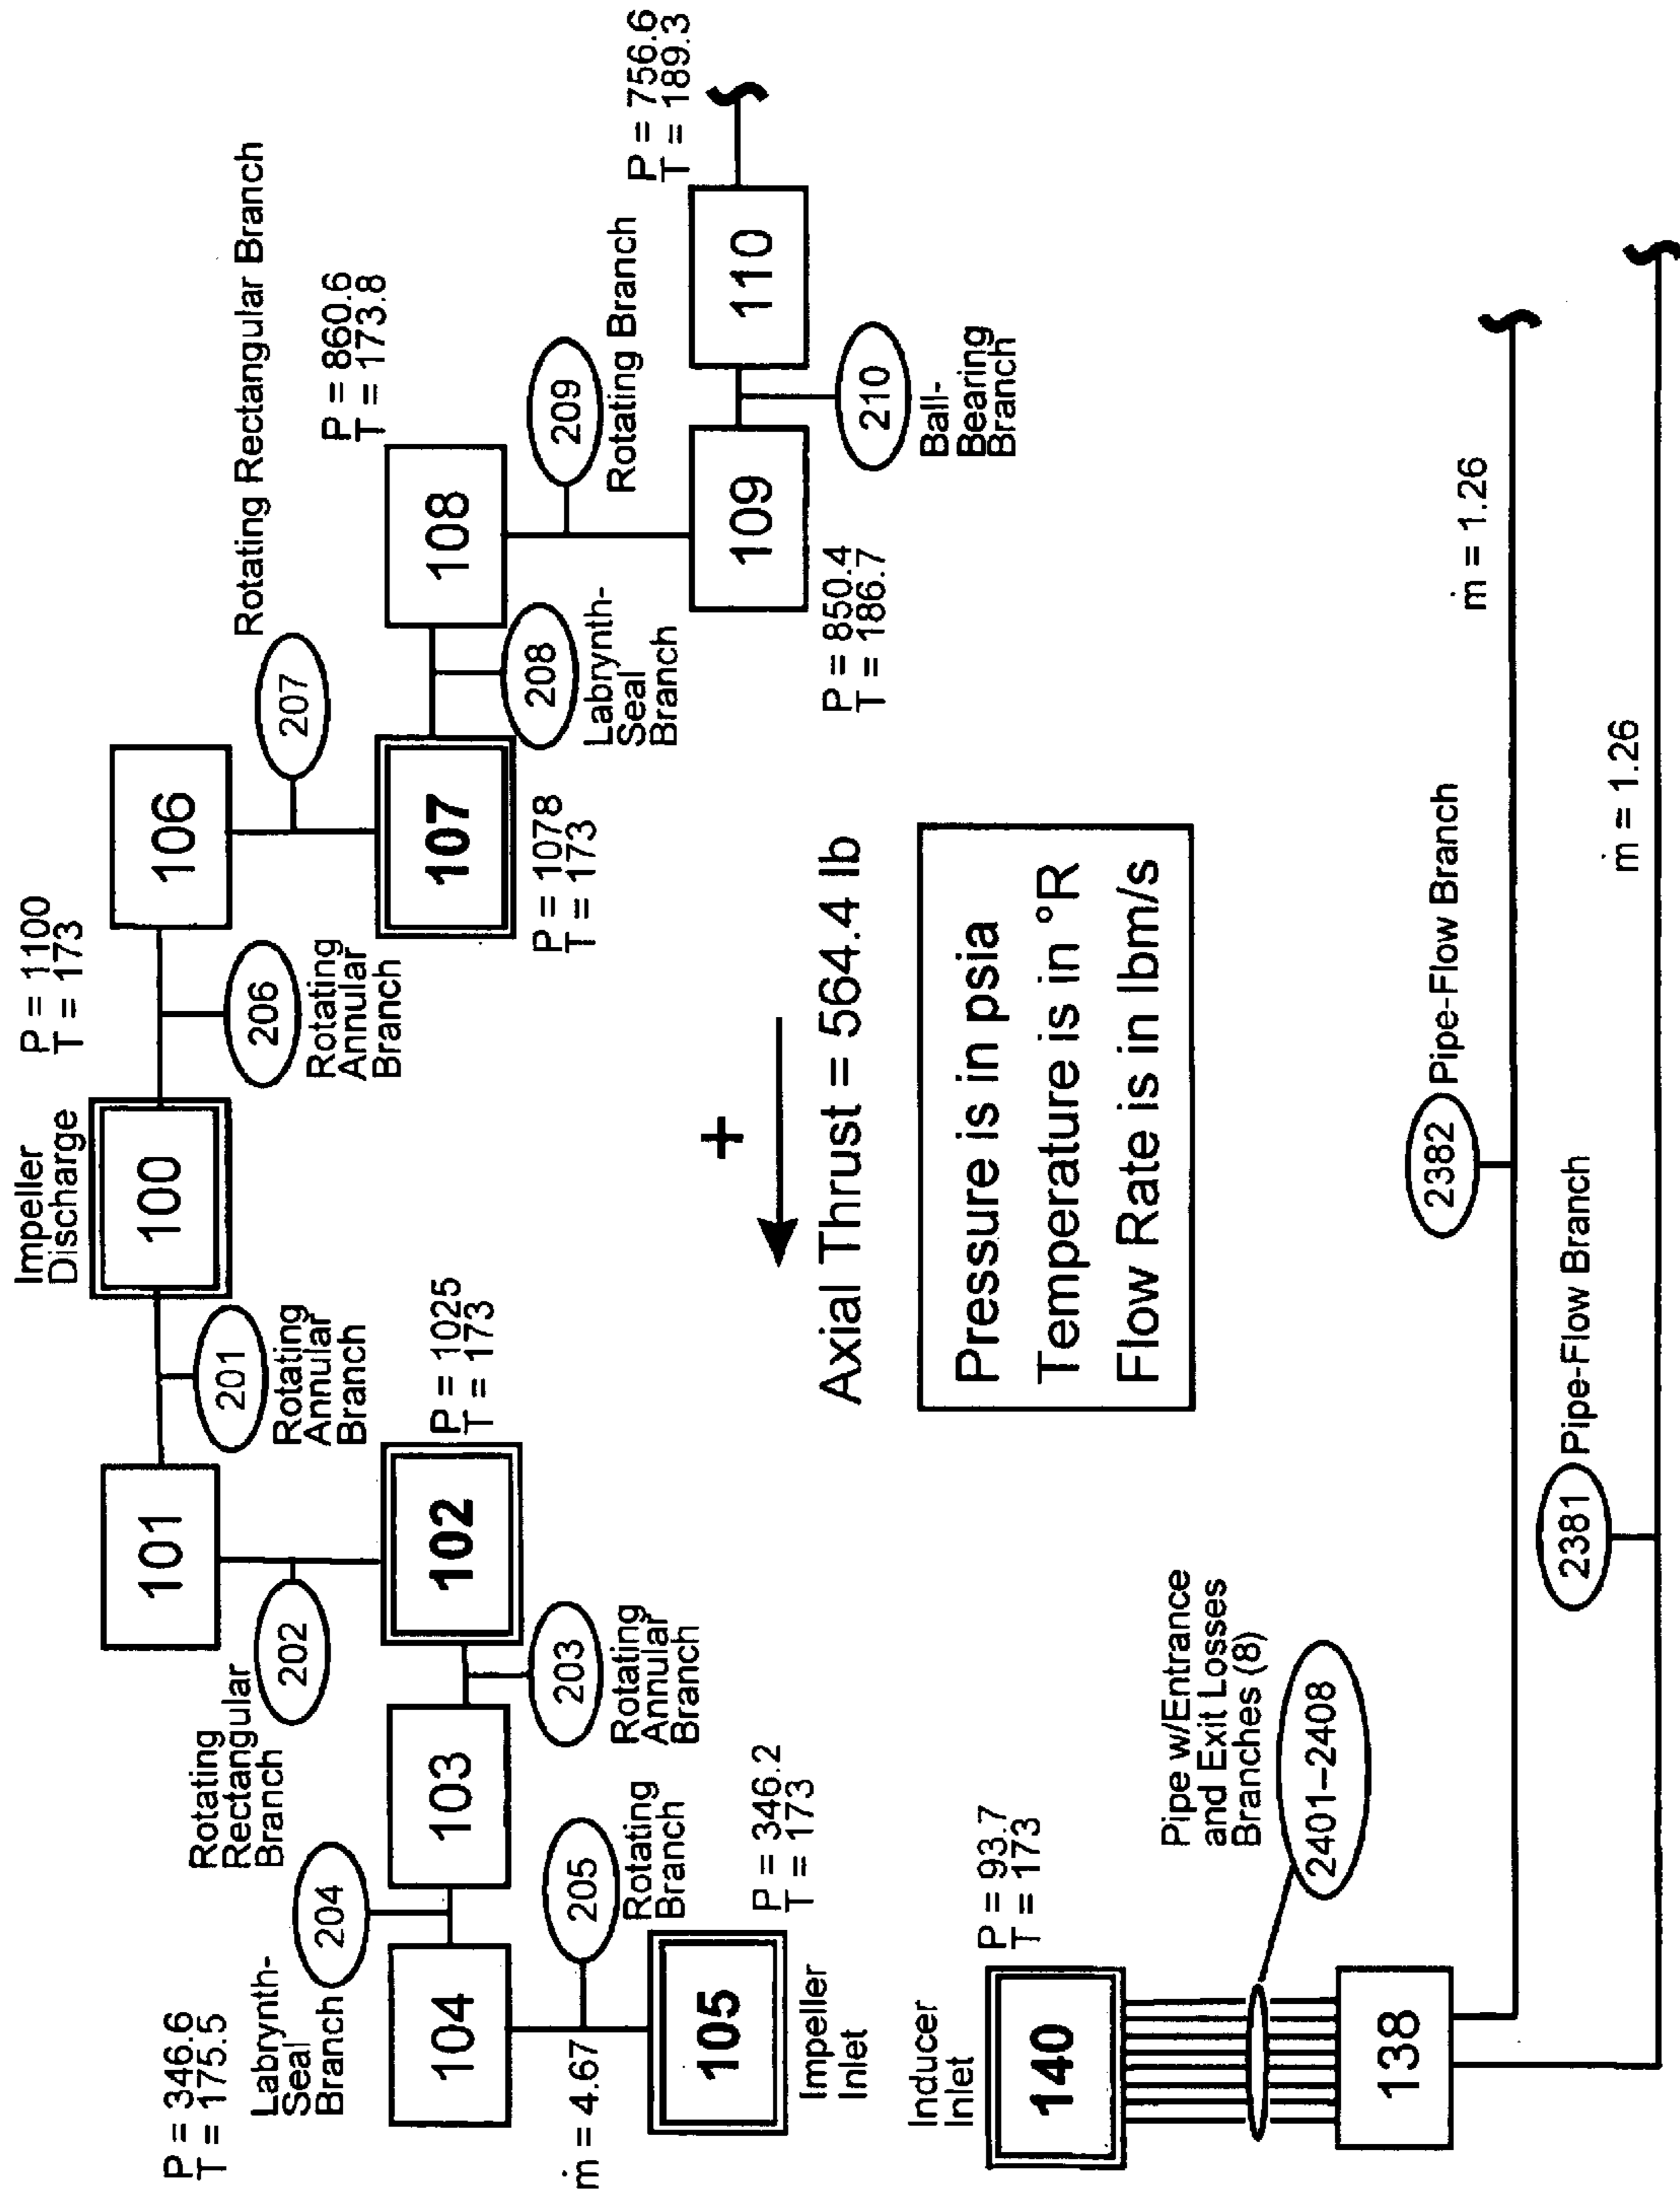 Impeller
Discharge
100
P = 1100
T = 173
201
Rotating
Annular
Branch
206
Rotating
Annular
Branch
101
106
202
Rotating
Rectangular
Branch
207
Rotating Rectangular Branch
102
P = 1025
T = 173
107
P = 1078
T = 173
203
Rotating
Annular
Branch
208
Labrynth-
Seal
Branch
103
108
P = 860.6
T = 173.8
204
Labrynth-
Seal
Branch
209
Rotating Branch
104
P = 346.6
T = 175.5
109
P = 850.4
T = 186.7
205
Rotating
Branch
ṁ = 4.67
210
Ball-
Bearing
Branch
105
Impeller
Inlet
P = 346.2
T = 173
110
P = 756.6
T = 189.3
+
Axial Thrust = 564.4 lb
Pressure is in psia
Temperature is in °R
Flow Rate is in lbm/s
Inducer
Inlet
140
P = 93.7
T = 173
Pipe w/Entrance
and Exit Losses
Branches (8)
2401–2408
138
2382 Pipe-Flow Branch
ṁ = 1.26
2381 Pipe-Flow Branch
ṁ = 1.26